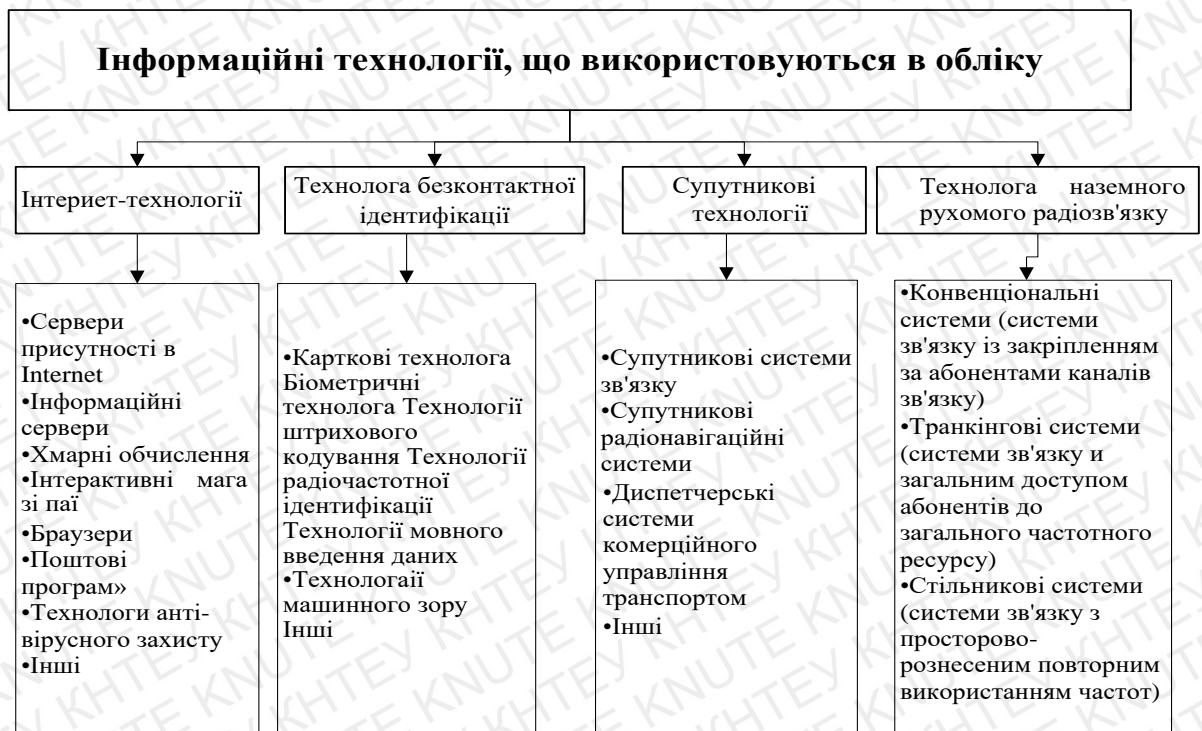 Інформаційні технології, що використовуються в обліку
Інтериет-технології
Технолога безконтактної
ідентифікації
Супутникові
технології
Технолога наземного
рухомого радіозв'язку
•Сервери
присутності в
Internet
•Інформаційні
сервери
•Хмарні обчислення
•Інтерактивні мага
зі паї
•Браузери
•Поштові
програм»
•Технологи анті-
вірусного захисту
•Інші
•Карткові технолога
Біометричні
технолога Технології
штрихового
кодування Технології
радіочастотної
ідентифікації
Технології мовного
введення даних
•Технологаії
машинного зору
Інші
•Супутникові системи
зв'язку
•Супутникові
радіонавігаційні
системи
•Диспетчерські
системи
комерційного
управління
транспортом
•Інші
•Конвенціональні
системи (системи
зв'язку із закріпленням
за абонентами каналів
зв'язку)
•Транкінгові системи
(системи зв'язку и
загальним доступом
абонентів до
загального частотного
ресурсу)
•Стільникові системи
(системи зв'язку з
просторово-
рознесеним повторним
використанням частот)